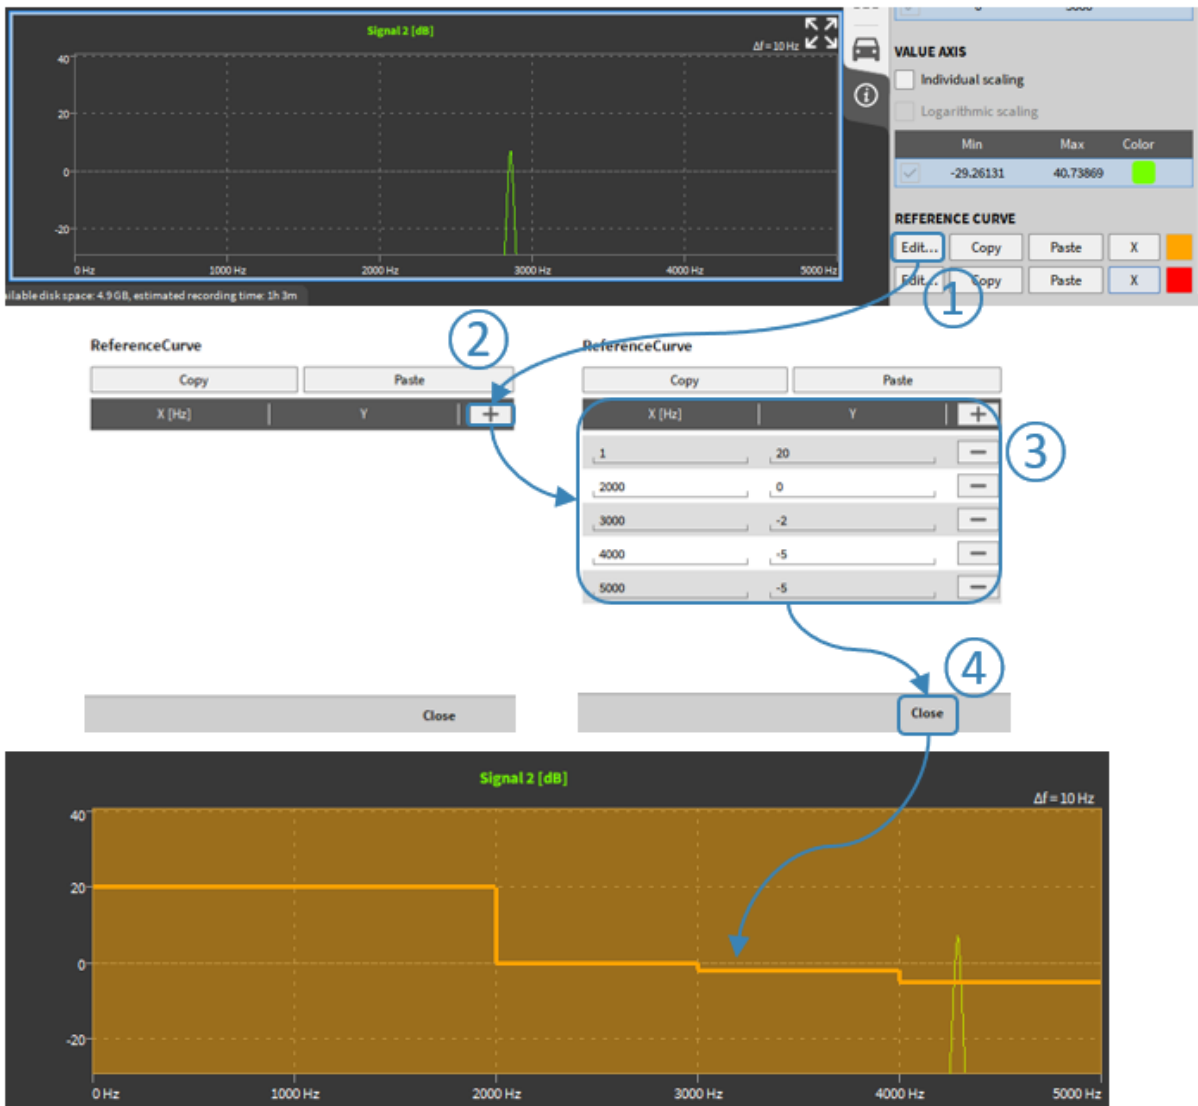 Signal 2 [dB]
Δf = 10 Hz
40
20
0
-20
0 Hz
1000 Hz
2000 Hz
3000 Hz
4000 Hz
5000 Hz
ailable disk space: 4.9 GB, estimated recording time: 1h 3m
VALUE AXIS
Individual scaling
Logarithmic scaling
Min Max Color
-29.26131 40.73869
REFERENCE CURVE
Edit... Copy Paste X
Edit... Copy Paste X
1
2
ReferenceCurve
Copy Paste
X [Hz] Y +
Close
ReferenceCurve
Copy Paste
X [Hz] Y +
1 20 −
2000 0 −
3000 -2 −
4000 -5 −
5000 -5 −
3
4
Close
Signal 2 [dB]
Δf = 10 Hz
40
20
0
-20
0 Hz
1000 Hz
2000 Hz
3000 Hz
4000 Hz
5000 Hz